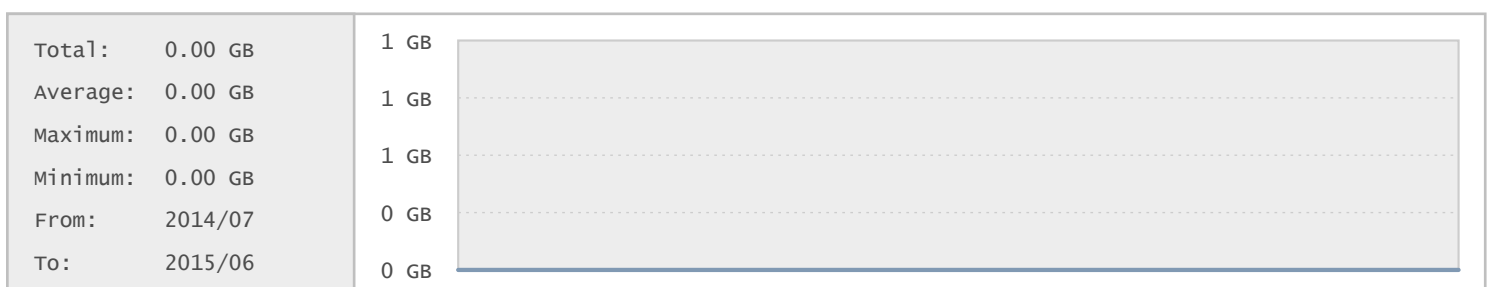 Total: 0.00 GB
Average: 0.00 GB
Maximum: 0.00 GB
Minimum: 0.00 GB
From: 2014/07
To: 2015/06
1 GB
1 GB
1 GB
0 GB
0 GB